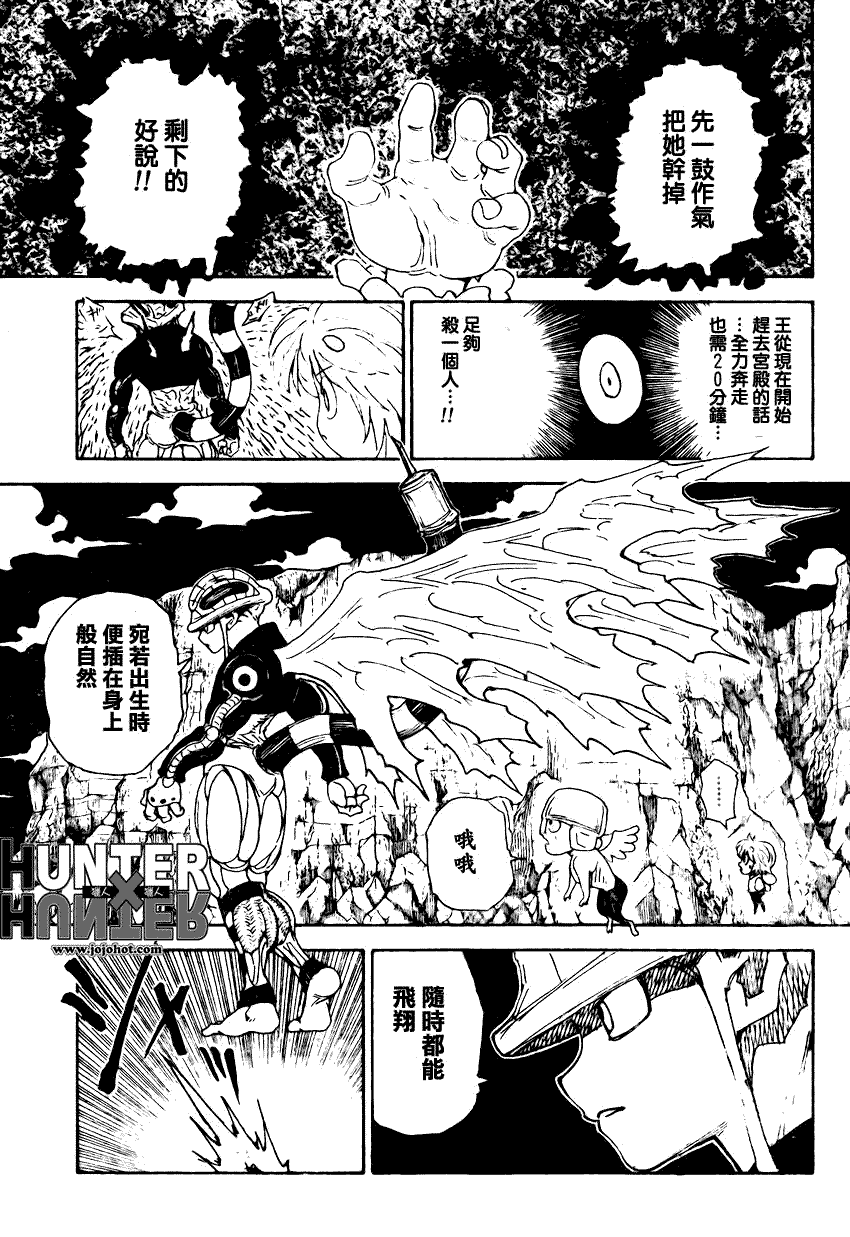 先一鼓作氣
把她幹掉
剩下的
好說!!
王從現在開始
趕去宮殿的話
…全力奔走
也需20分鐘…
足夠
殺一個人…!!
宛若出生時
便插在身上
般自然
哦哦
………
隨時都能
飛翔
HUNTER
×
HUNTER
www.jojohot.com